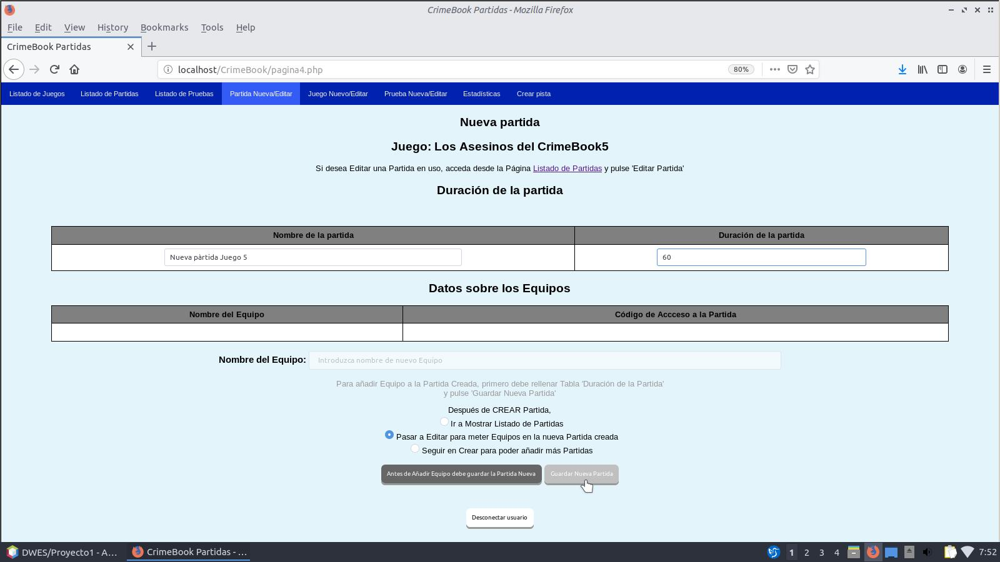 CrimeBook Partidas - Mozilla Firefox
File Edit View History Bookmarks Tools Help
CrimeBook Partidas
localhost/CrimeBook/pagina4.php 80%
Listado de Juegos Listado de Partidas Listado de Pruebas Partida Nueva/Editar Juego Nuevo/Editar Prueba Nueva/Editar Estadísticas Crear pista
Nueva partida
Juego: Los Asesinos del CrimeBook5
Si desea Editar una Partida en uso, acceda desde la Página Listado de Partidas y pulse 'Editar Partida'
Duración de la partida
Nombre de la partida Duración de la partida
Nueva pàrtida Juego 5 60
Datos sobre los Equipos
Nombre del Equipo Código de Accceso a la Partida
Nombre del Equipo: Introduzca nombre de nuevo Equipo
Para añadir Equipo a la Partida Creada, primero debe rellenar Tabla 'Duración de la Partida'
y pulse 'Guardar Nueva Partida'
Después de CREAR Partida,
Ir a Mostrar Listado de Partidas
Pasar a Editar para meter Equipos en la nueva Partida creada
Seguir en Crear para poder añadir más Partidas
Antes de Añadir Equipo debe guardar la Partida Nueva Guardar Nueva Partida
Desconectar usuario
DWES/Proyecto1 - A... CrimeBook Partidas - ... 1 2 3 4 7:52